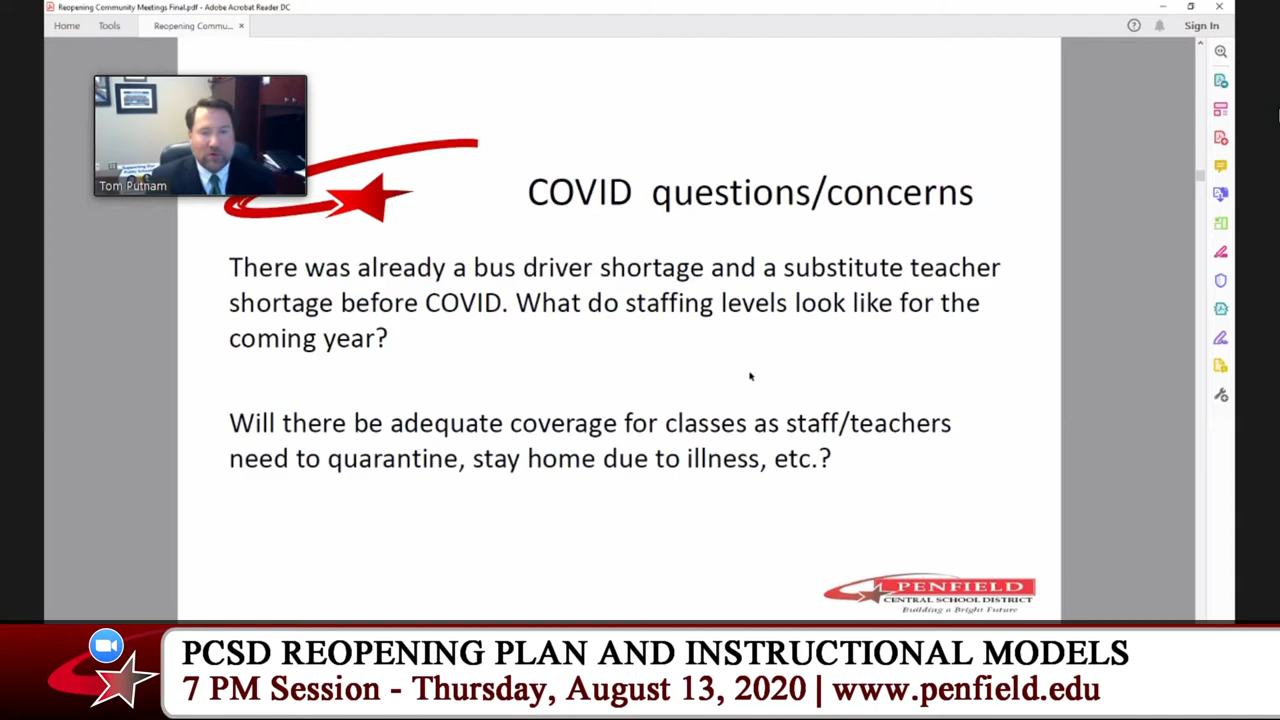 Reopening Community Meetings Final.pdf - Adobe Acrobat Reader DC
Home
Tools
Reopening Commu...
Sign In
Tom Putnam
COVID questions/concerns
There was already a bus driver shortage and a substitute teacher
shortage before COVID. What do staffing levels look like for the
coming year?
Will there be adequate coverage for classes as staff/teachers
need to quarantine, stay home due to illness, etc.?
PENFIELD
CENTRAL SCHOOL DISTRICT
Building a Bright Future
PCSD REOPENING PLAN AND INSTRUCTIONAL MODELS
7 PM Session - Thursday, August 13, 2020 | www.penfield.edu